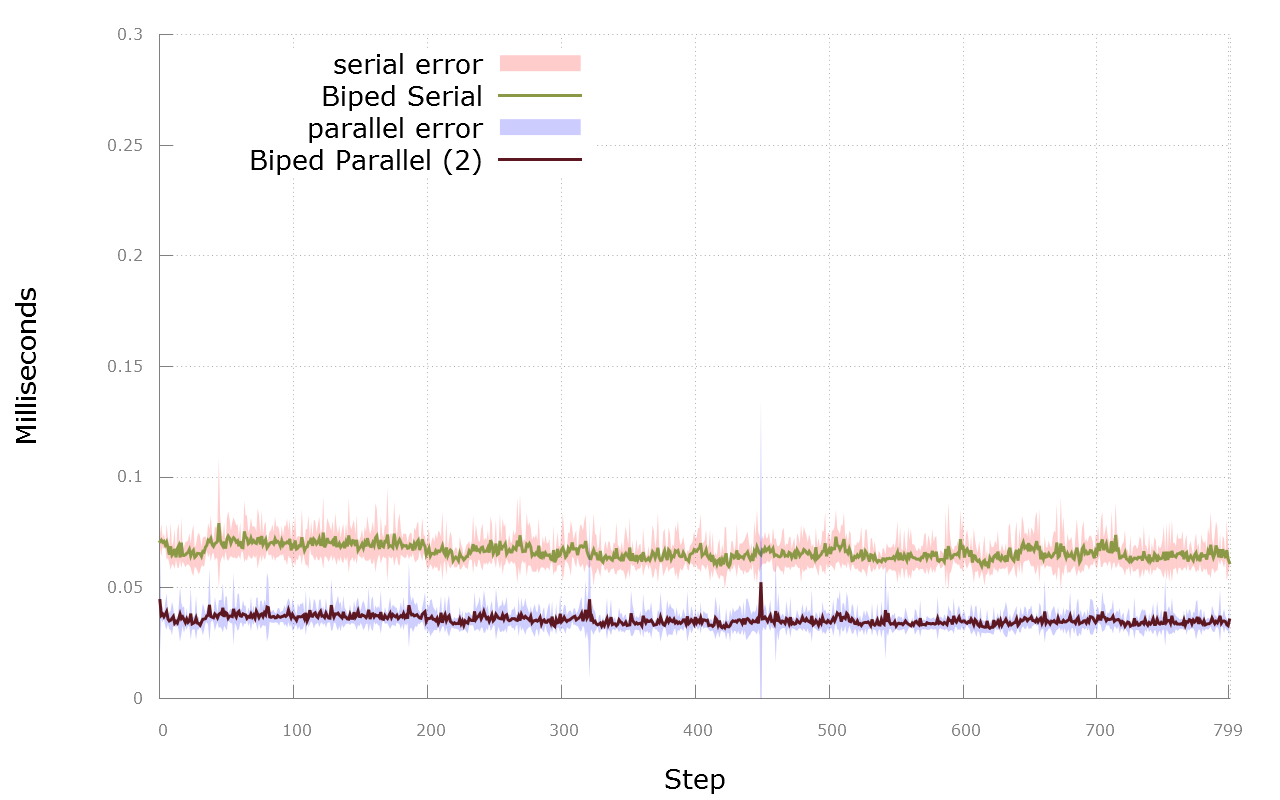 0.3
serial error
Biped Serial
parallel error
Biped Parallel (2)
0.25
0.2
0.15
0.1
0.05
0
Milliseconds
0 100 200 300 400 500 600 700 799
Step